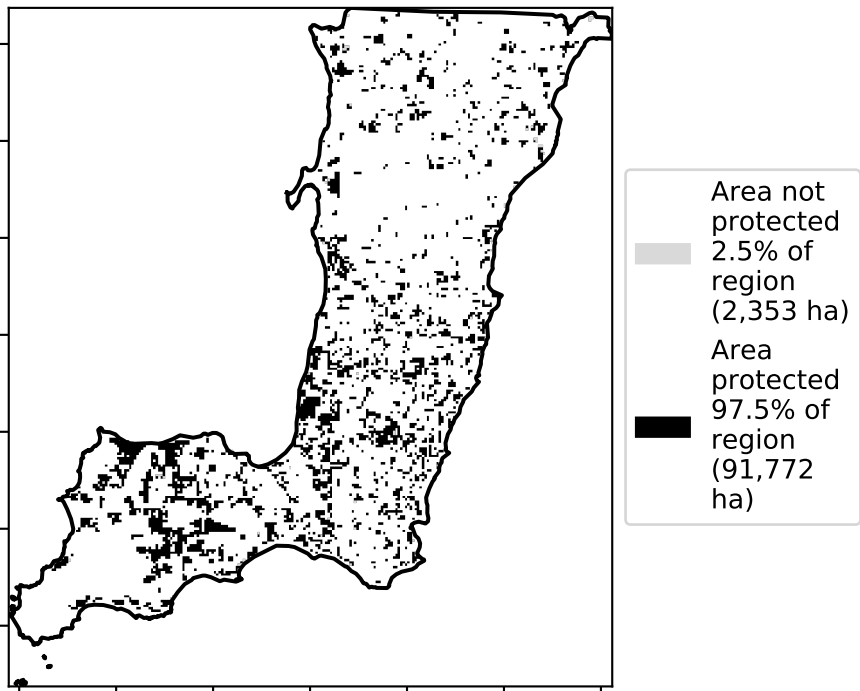 Area not
protected
2.5% of
region
(2,353 ha)
Area
protected
97.5% of
region
(91,772
ha)